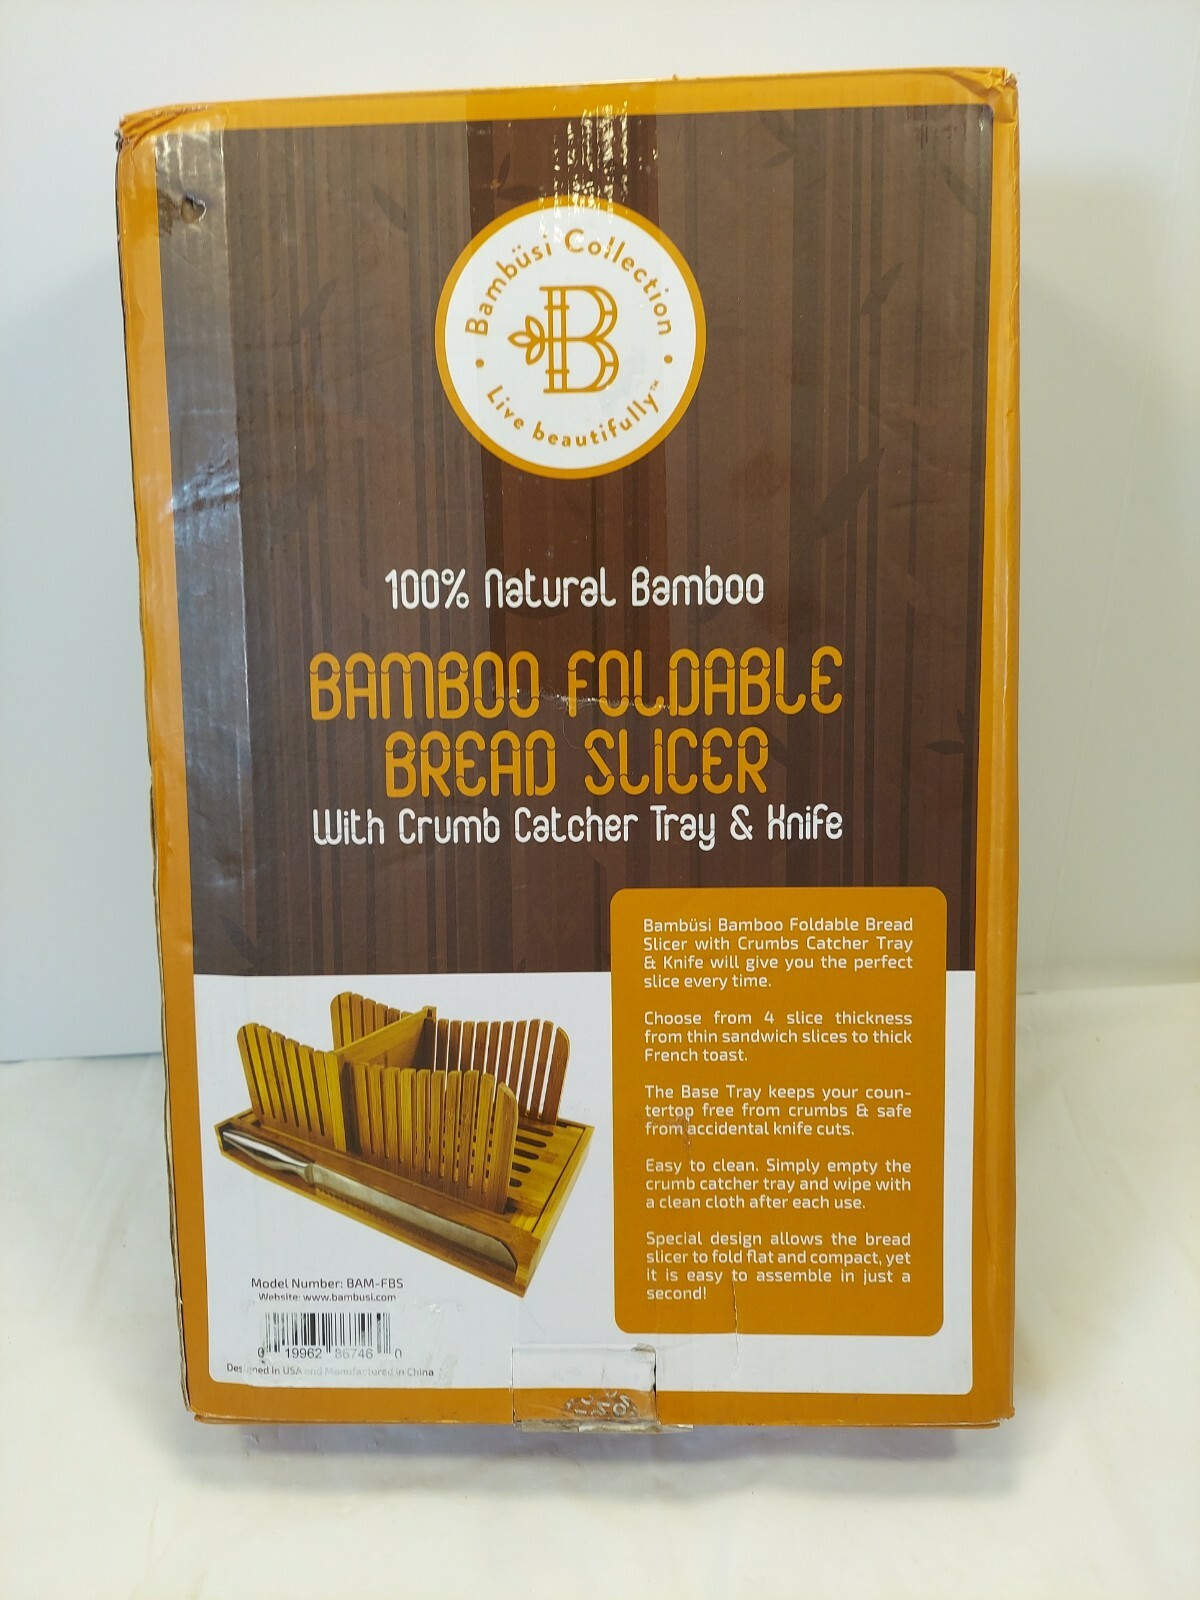 Bambüsi Collection
B
Live beautifully™
100% Natural Bamboo
BAMBOO FOLDABLE
BREAD SLICER
With Crumb Catcher Tray & Knife
Bambüsi Bamboo Foldable Bread
Slicer with Crumbs Catcher Tray
& Knife will give you the perfect
slice every time.
Choose from 4 slice thickness
from thin sandwich slices to thick
French toast.
The Base Tray keeps your coun-
tertop free from crumbs & safe
from accidental knife cuts.
Easy to clean. Simply empty the
crumb catcher tray and wipe with
a clean cloth after each use.
Special design allows the bread
slicer to fold flat and compact, yet
it is easy to assemble in just a
second!
Model Number: BAM-FBS
Website: www.bambusi.com
0 19962 86746 0
Designed in USA and Manufactured in China